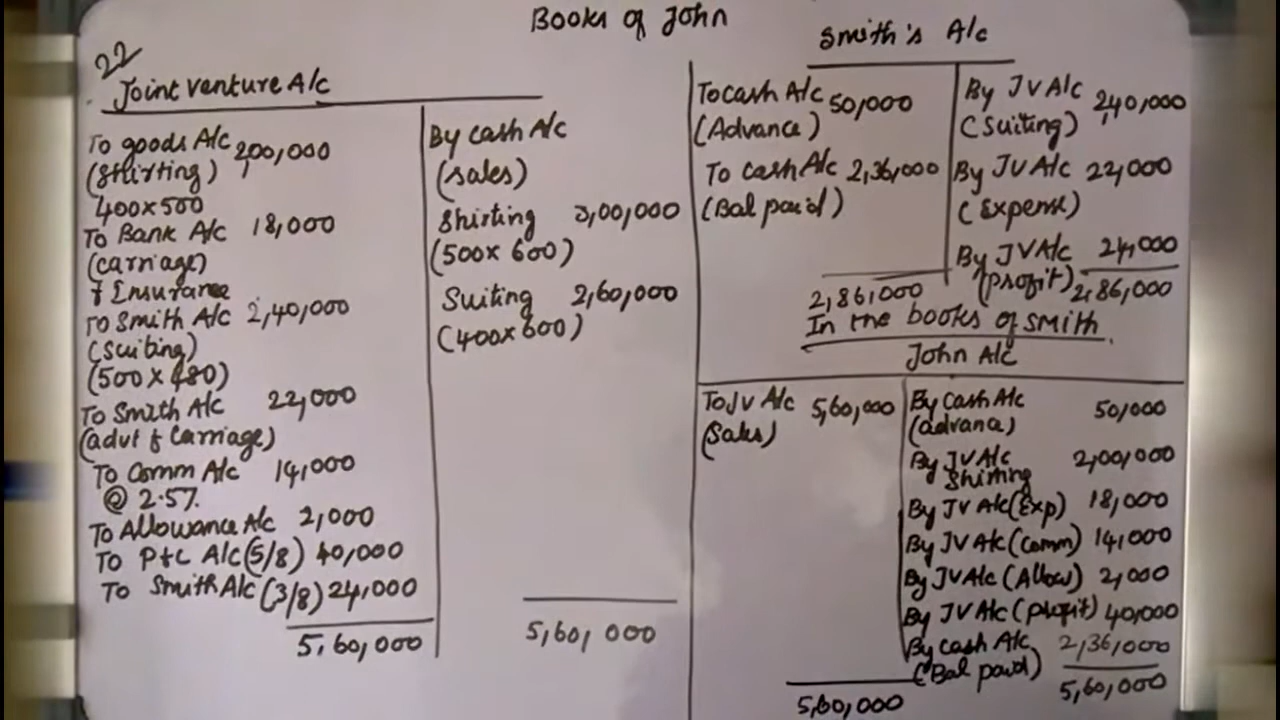 Books of John
22
Joint venture A/c
To goods A/c 200,000
(Shirting)
400x500
To Bank A/c 18,000
(carriage)
& Ensurance
To Smith A/c 2,40,000
(Suiting)
(500 x 480)
To Smith A/c 22,000
(advt & Carriage)
To Comm A/c 14,000
@ 2.5%.
To Allowance A/c 2,000
To P&L A/c (5/8) 40,000
To Smith A/c (3/8) 24,000
5,60,000
By cash A/c
(sales)
Shirting 3,00,000
(500x 600)
Suiting 2,60,000
(400x600)
5,60,000
Smith's A/c
To cash A/c 50,000
(Advance)
To cash A/c 2,36,000
(Bal paid)
2,86,000
By JV A/c 2,40,000
(Suiting)
By JV A/c 22,000
(Expense)
By JV A/c 24,000
(profit) 2,86,000
In the books of Smith
John A/c
To JV A/c 5,60,000
(Sales)
5,60,000
By Cash A/c 50,000
(advance)
By JV A/c 2,00,000
Shirting
By JV A/c (Exp) 18,000
By JV A/c (Comm) 14,000
By JV A/c (Allow) 2,000
By JV A/c (profit) 40,000
By cash A/c 2,36,000
(Bal paid)
5,60,000